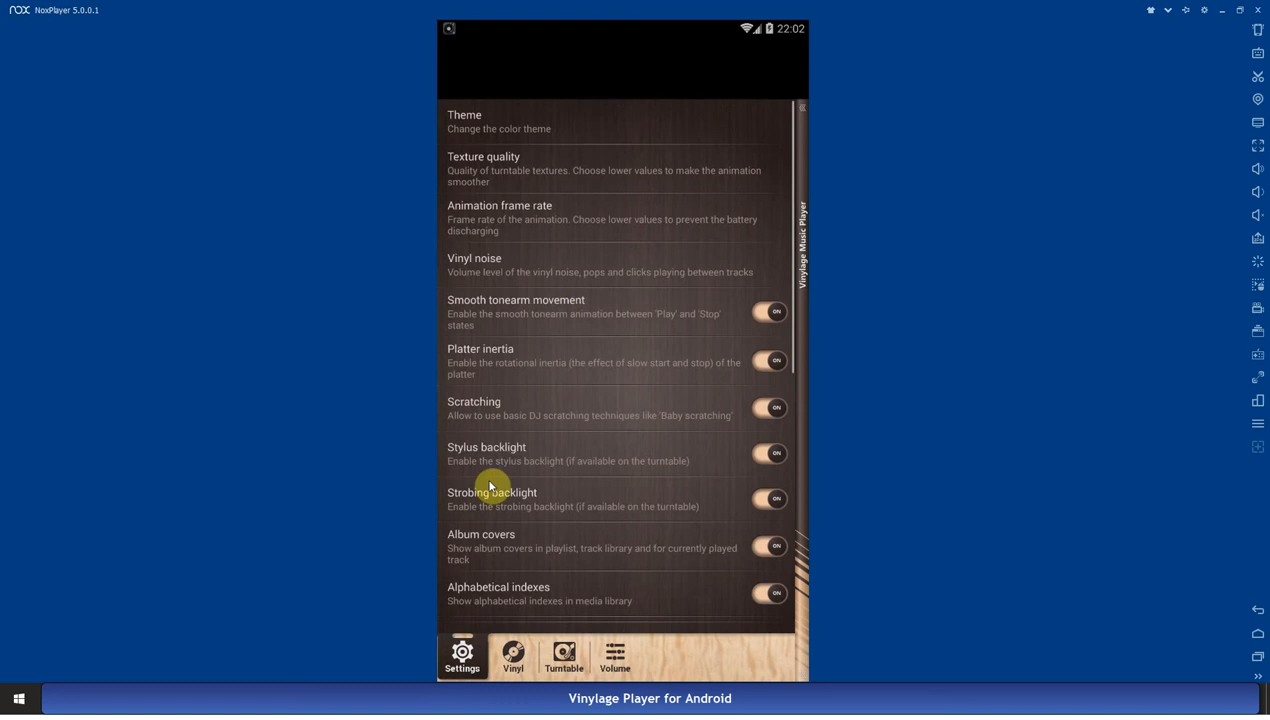 nox NoxPlayer 5.0.0.1
22:02
Theme
Change the color theme
Texture quality
Quality of turntable textures. Choose lower values to make the animation
smoother
Animation frame rate
Frame rate of the animation. Choose lower values to prevent the battery
discharging
Vinyl noise
Volume level of the vinyl noise, pops and clicks playing between tracks
Smooth tonearm movement
Enable the smooth tonearm animation between 'Play' and 'Stop'
states
ON
Platter inertia
Enable the rotational inertia (the effect of slow start and stop) of the
platter
ON
Scratching
Allow to use basic DJ scratching techniques like 'Baby scratching'
ON
Stylus backlight
Enable the stylus backlight (if available on the turntable)
ON
Strobing backlight
Enable the strobing backlight (if available on the turntable)
ON
Album covers
Show album covers in playlist, track library and for currently played
track
ON
Alphabetical indexes
Show alphabetical indexes in media library
ON
Vinylage Music Player
Settings Vinyl Turntable Volume
Vinylage Player for Android